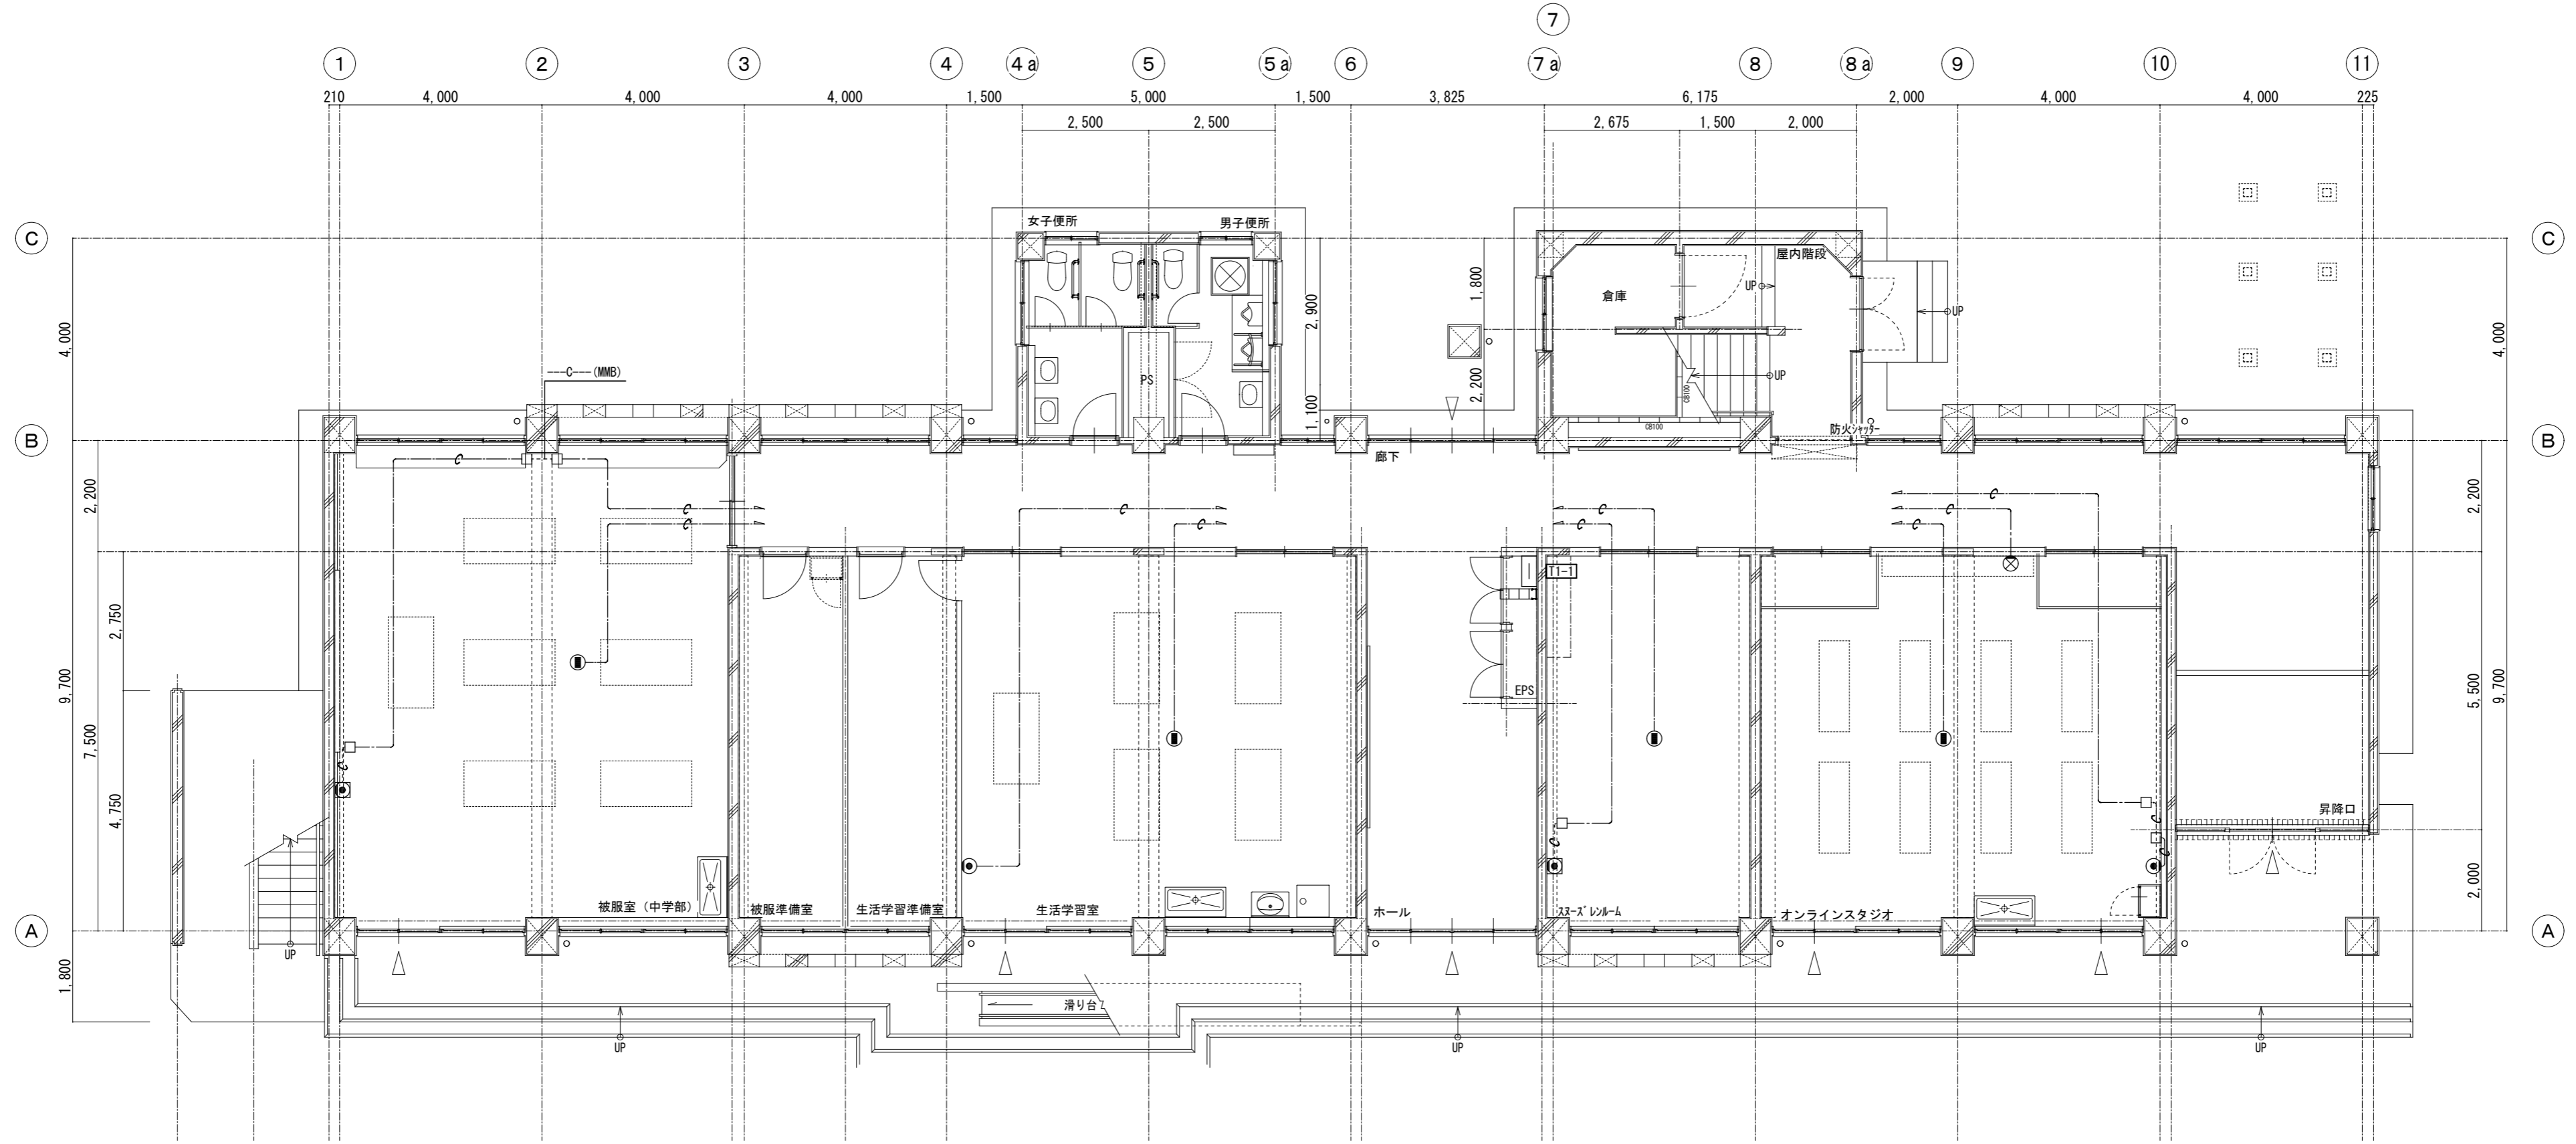 7
1 2 3 4 4a 5 5a 6 7a 8 8a 9 10 11
210 4,000 4,000 4,000 1,500 5,000 1,500 3,825 6,175 2,000 4,000 4,000 225
2,500 2,500 2,675 1,500 2,000
女子便所 男子便所
C C
屋内階段
倉庫 UP
UP
1,800
2,900
4,000 4,000
---C---(MMB)
PS UP
2,200
CB100
1,100
CB100
防火シャッター
B B
廊下
C C C C
C C C C C
2,200 2,200
T1-1
2,750
EPS
9,700 5,500 9,700
7,500
C
4,750
昇降口
C C
C
2,000
被服室（中学部） 被服準備室 生活学習準備室 生活学習室 ホール スヌーズレンルーム オンラインスタジオ
A A
UP
1,800
滑り台
UP UP UP